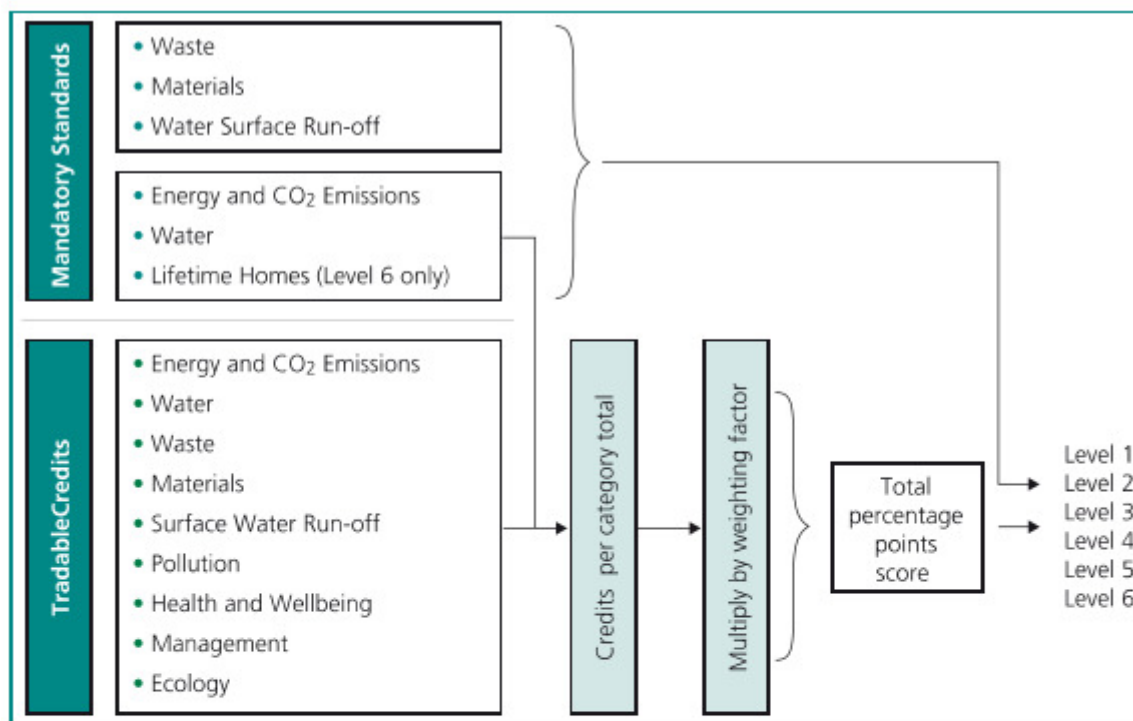 Mandatory Standards
• Waste
• Materials
• Water Surface Run-off
• Energy and CO₂ Emissions
• Water
• Lifetime Homes (Level 6 only)
TradableCredits
• Energy and CO₂ Emissions
• Water
• Waste
• Materials
• Surface Water Run-off
• Pollution
• Health and Wellbeing
• Management
• Ecology
Credits per category total
Multiply by weighting factor
Total
percentage
points
score
Level 1
Level 2
Level 3
Level 4
Level 5
Level 6